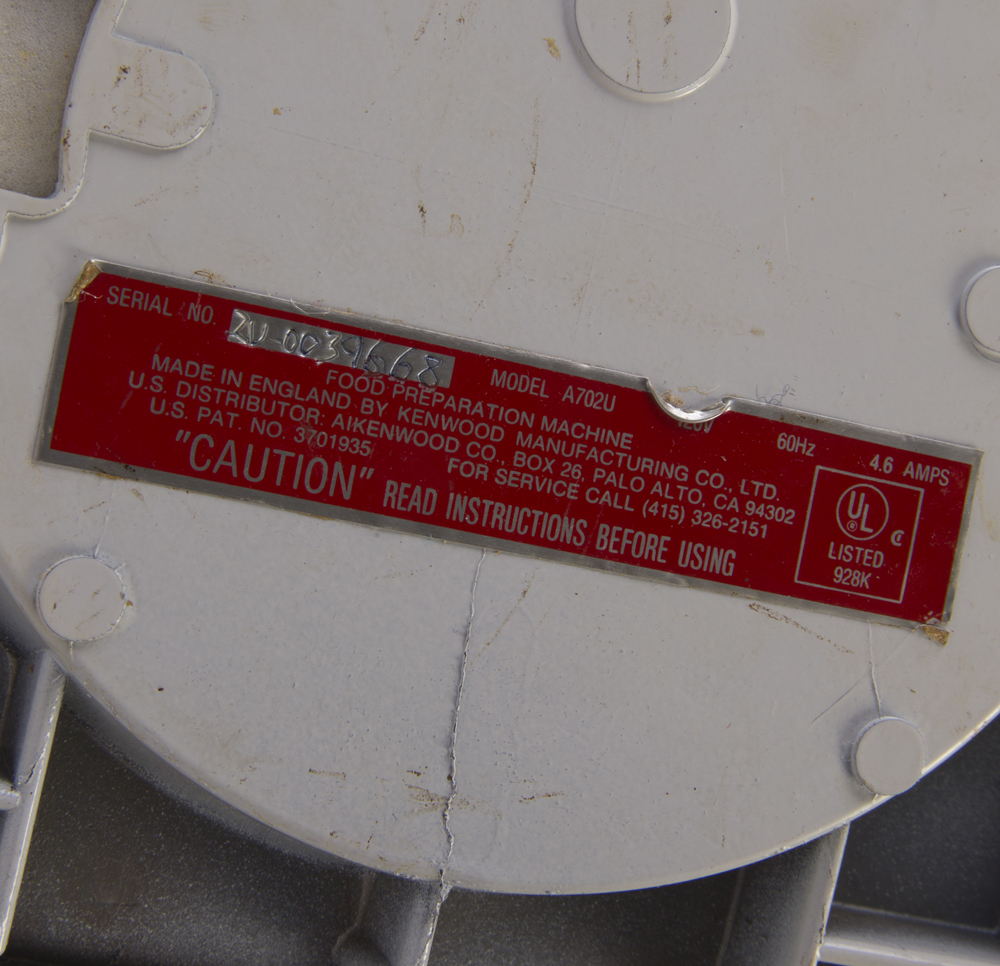 SERIAL NO. 2U-0039668 MODEL A702U 120V 60Hz 4.6 AMPS
FOOD PREPARATION MACHINE
MADE IN ENGLAND BY KENWOOD MANUFACTURING CO., LTD.
U.S. DISTRIBUTOR: AIKENWOOD CO., BOX 26, PALO ALTO, CA 94302
U.S. PAT. NO. 3701935 FOR SERVICE CALL (415) 326-2151
"CAUTION" READ INSTRUCTIONS BEFORE USING
UL ®
LISTED
928K